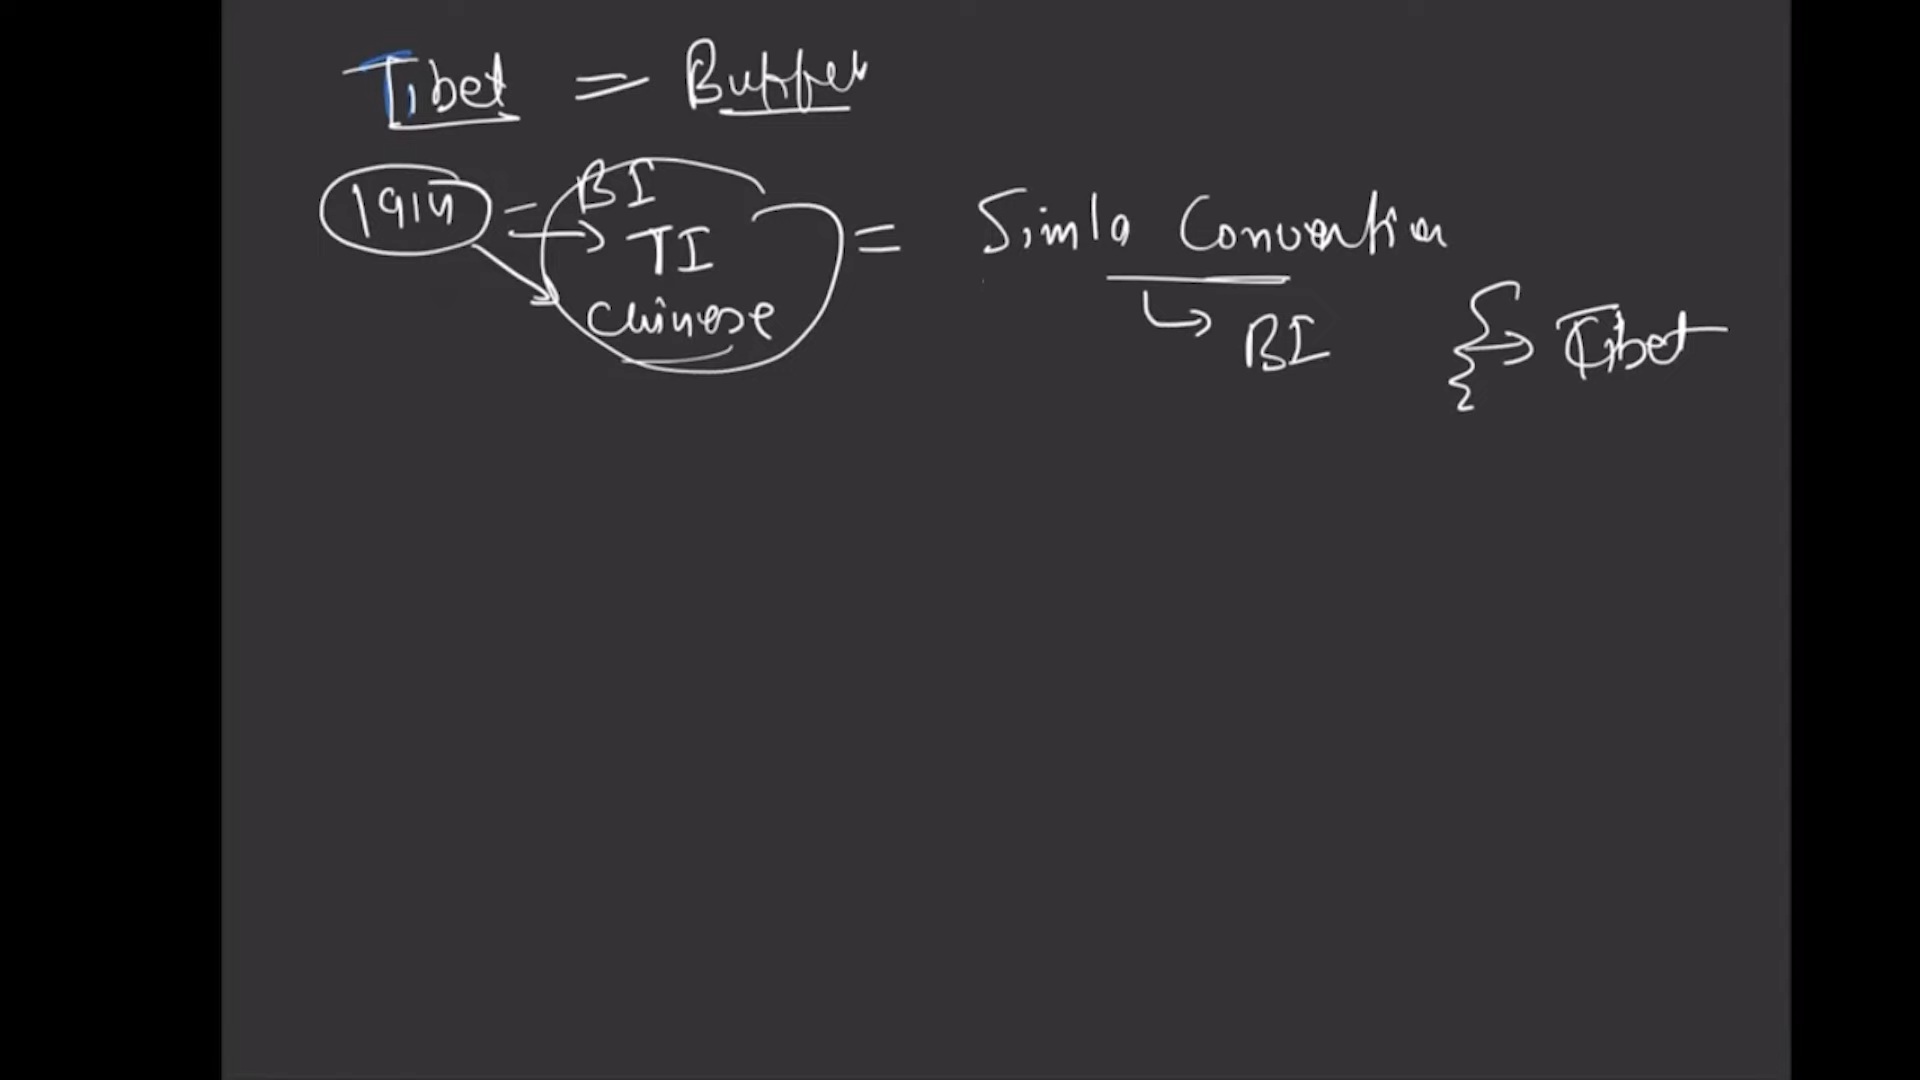 Tibet = Buffer
1914 = BI = Simla Convention
→ TI
Chinese
↳ BI } → Tibet